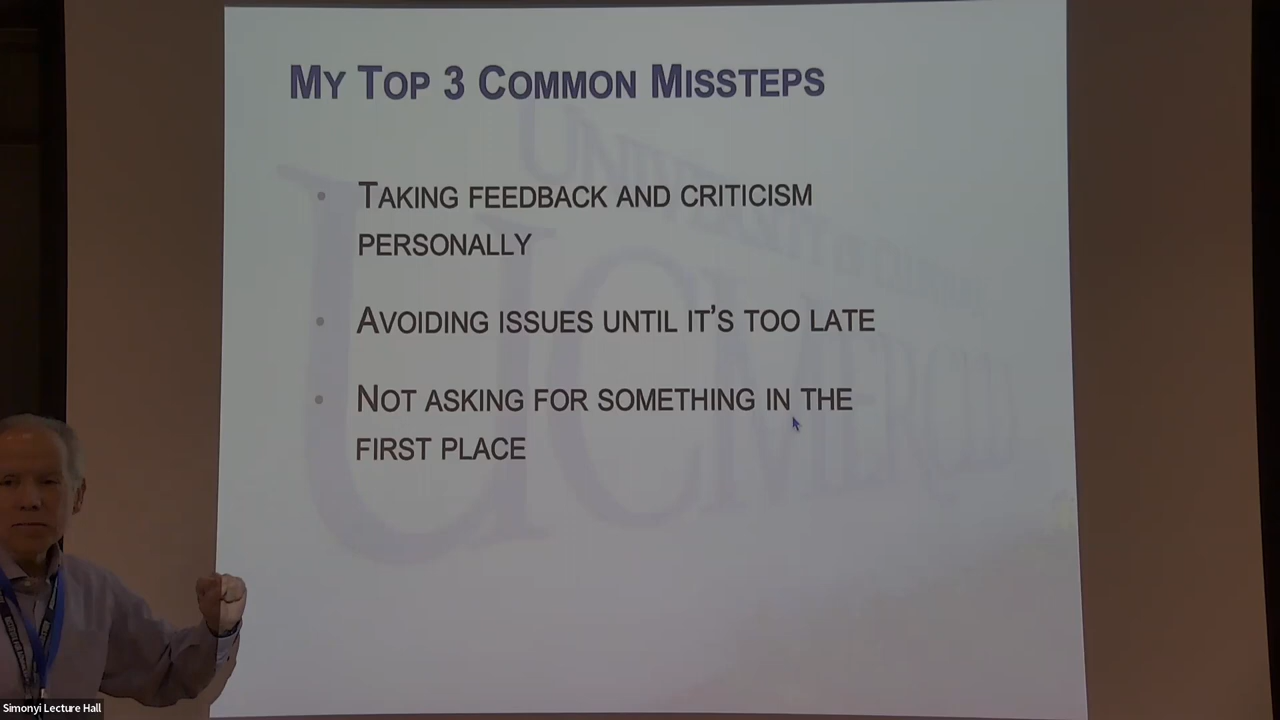 My Top 3 Common Missteps
• Taking feedback and criticism
personally
• Avoiding issues until it's too late
• Not asking for something in the
first place
UCMERCED
Simonyi Lecture Hall